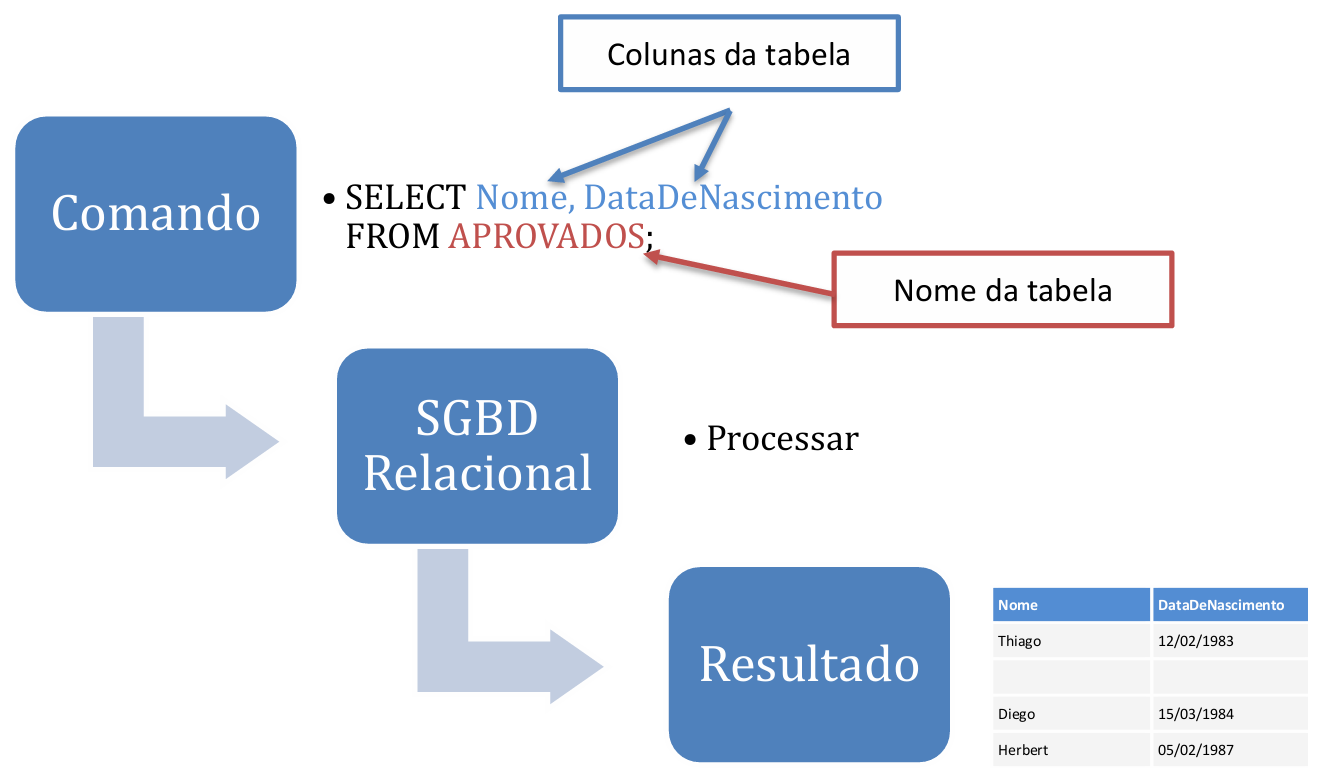 Colunas da tabela
Comando
• SELECT Nome, DataDeNascimento
FROM APROVADOS;
Nome da tabela
SGBD
Relacional
• Processar
Resultado
Nome DataDeNascimento
Thiago 12/02/1983
Diego 15/03/1984
Herbert 05/02/1987